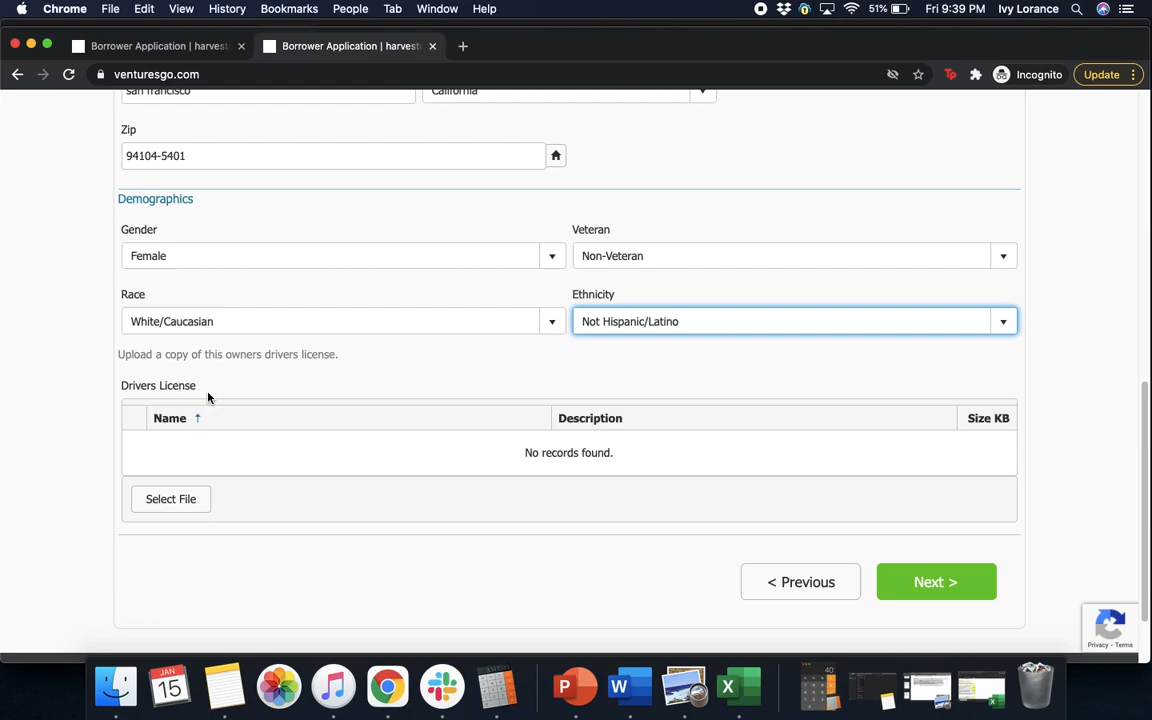 Chrome File Edit View History Bookmarks People Tab Window Help 51% Fri 9:39 PM Ivy Lorance
Borrower Application | harvest Borrower Application | harvest
venturesgo.com Incognito Update
san francisco California
Zip
94104-5401
Demographics
Gender Veteran
Female Non-Veteran
Race Ethnicity
White/Caucasian Not Hispanic/Latino
Upload a copy of this owners drivers license.
Drivers License
Name ↑ Description Size KB
No records found.
Select File
< Previous Next >
Privacy - Terms
JAN
15
40